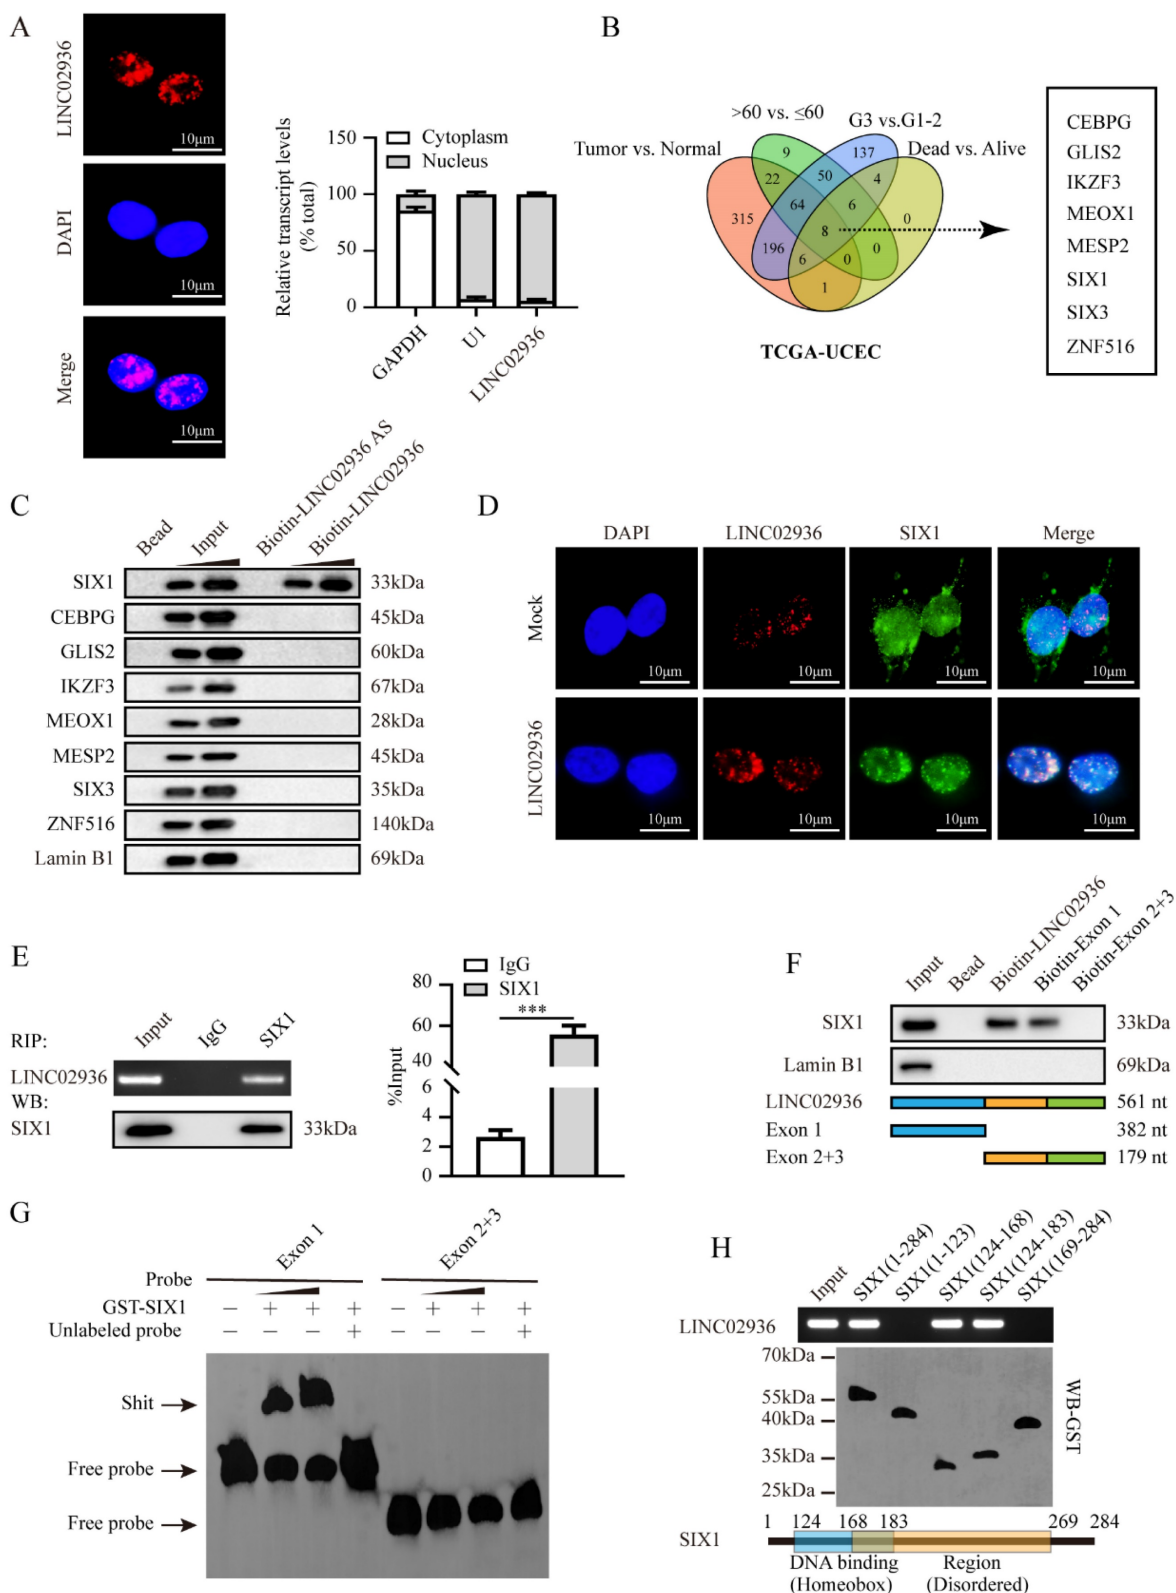 A
LINC02936
10μm
DAPI
10μm
Merge
10μm
Relative transcript levels
(% total)
150
100
50
0
Cytoplasm
Nucleus
GAPDH
U1
LINC02936
B
>60 vs. ≤60
G3 vs.G1-2
Tumor vs. Normal
Dead vs. Alive
9
137
22
50
4
315
64
6
0
8
196
6
0
0
1
TCGA-UCEC
CEBPG
GLIS2
IKZF3
MEOX1
MESP2
SIX1
SIX3
ZNF516
C
Bead
Input
Biotin-LINC02936 AS
Biotin-LINC02936
SIX1 33kDa
CEBPG 45kDa
GLIS2 60kDa
IKZF3 67kDa
MEOX1 28kDa
MESP2 45kDa
SIX3 35kDa
ZNF516 140kDa
Lamin B1 69kDa
D
DAPI LINC02936 SIX1 Merge
Mock
10μm 10μm 10μm 10μm
LINC02936
10μm 10μm 10μm 10μm
E
RIP:
Input
IgG
SIX1
LINC02936
WB:
SIX1 33kDa
IgG
SIX1
***
%Input
80
60
40
6
4
2
0
F
Input
Bead
Biotin-LINC02936
Biotin-Exon 1
Biotin-Exon 2+3
SIX1 33kDa
Lamin B1 69kDa
LINC02936 561 nt
Exon 1 382 nt
Exon 2+3 179 nt
G
Exon 1
Exon 2+3
Probe
GST-SIX1 − + + + − + + +
Unlabeled probe − − − + − − − +
Shit
Free probe
Free probe
H
Input
SIX1(1-284)
SIX1(1-123)
SIX1(124-168)
SIX1(124-183)
SIX1(169-284)
LINC02936
70kDa
55kDa
40kDa
35kDa
25kDa
WB-GST
1 124 168 183 269 284
SIX1
DNA binding
(Homeobox)
Region
(Disordered)